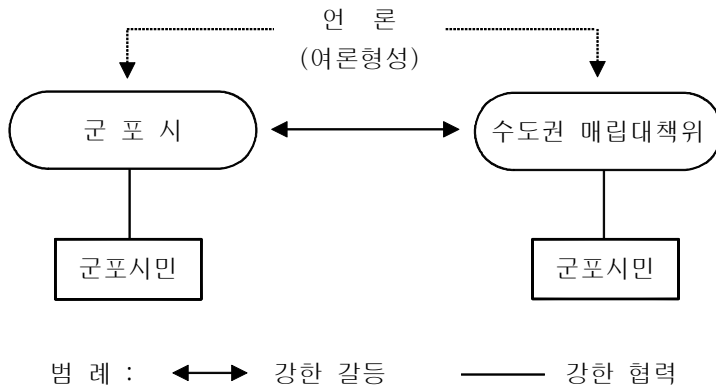 언 론
(여론형성)
군 포 시
수도권 매립대책위
군포시민
군포시민
범 례 :
강한 갈등
강한 협력